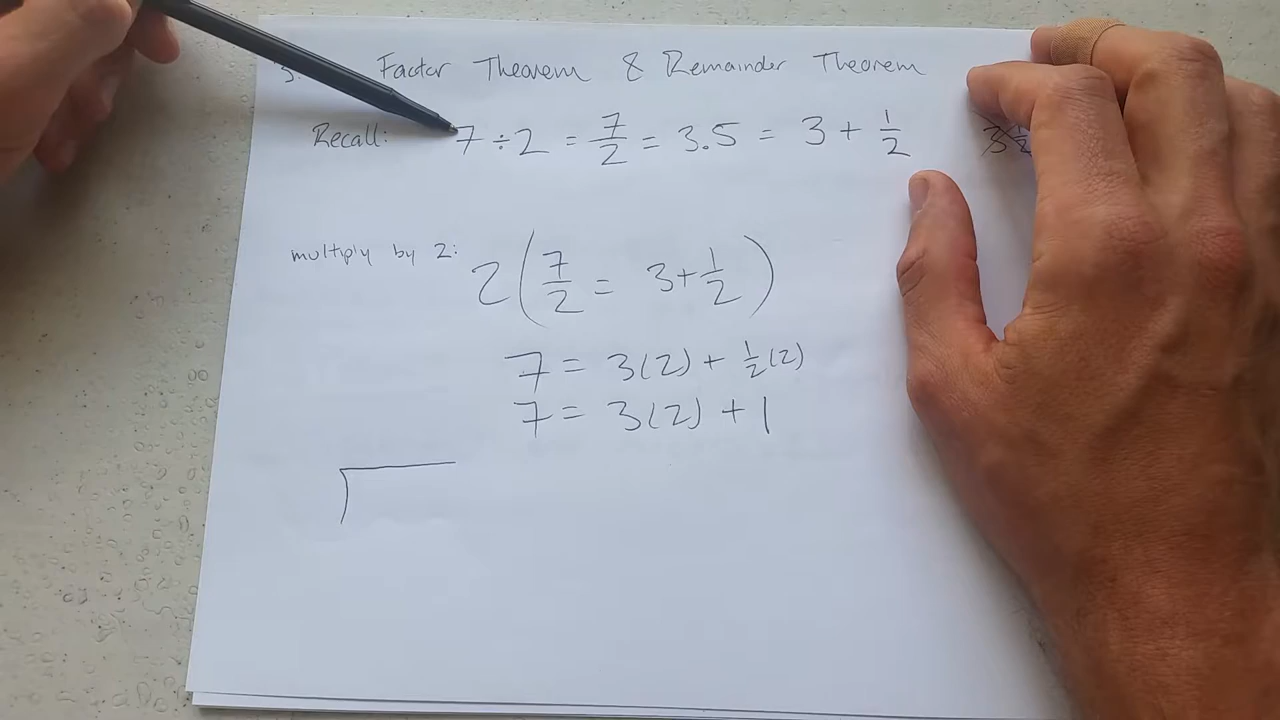 3. Factor Theorem & Remainder Theorem
Recall: 7 ÷ 2 = 7/2 = 3.5 = 3 + 1/2
multiply by 2: 2(7/2 = 3 + 1/2)
7 = 3(2) + 1/2(2)
7 = 3(2) + 1